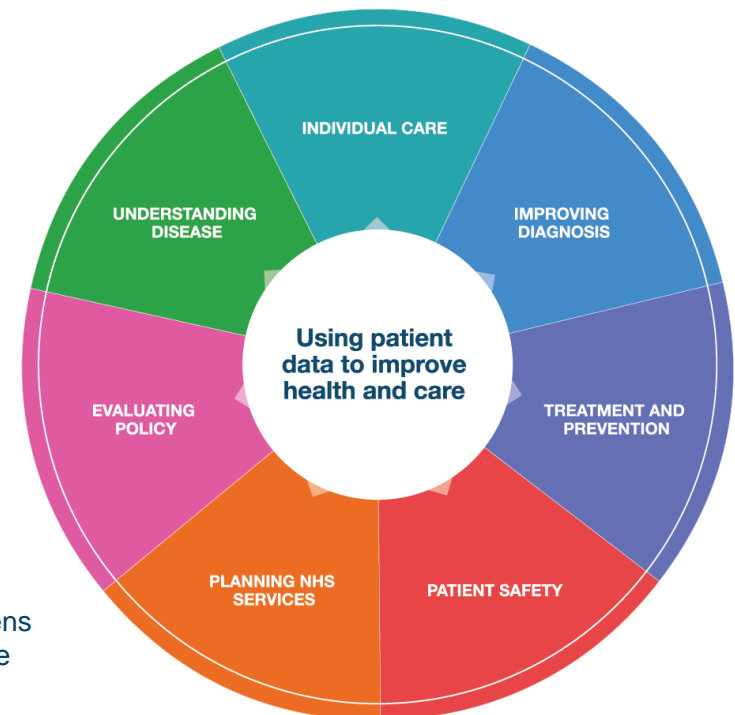 INDIVIDUAL CARE
IMPROVING
DIAGNOSIS
TREATMENT AND
PREVENTION
PATIENT SAFETY
PLANNING NHS
SERVICES
EVALUATING
POLICY
UNDERSTANDING
DISEASE
Using patient
data to improve
health and care